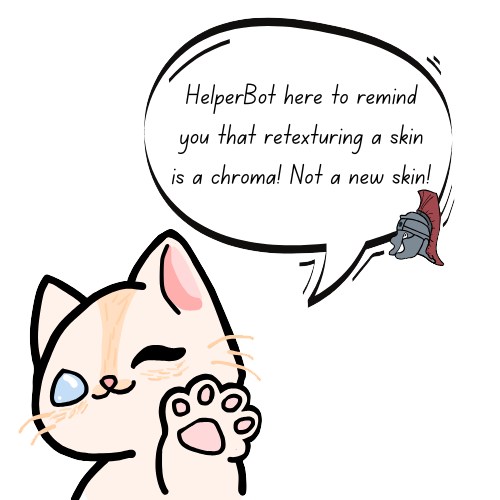 HelperBot here to remind
you that retexturing a skin
is a chroma! Not a new skin!